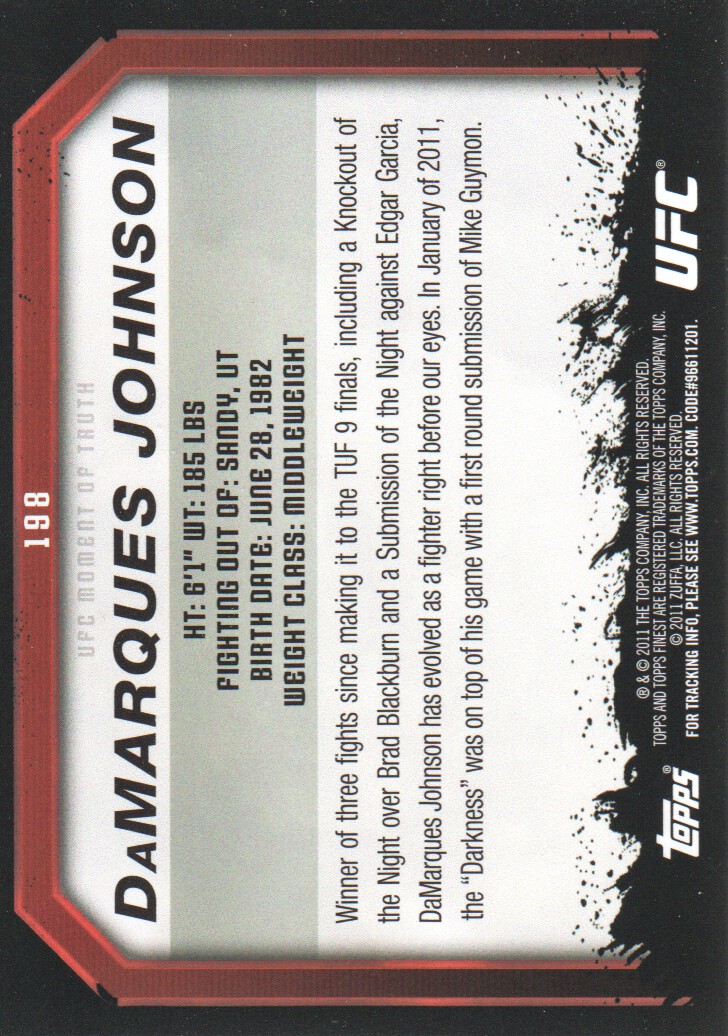 198
UFC MOMENT OF TRUTH
DAMARQUES JOHNSON
HT: 6'1" WT: 185 LBS
FIGHTING OUT OF: SANDY, UT
BIRTH DATE: JUNE 28, 1982
WEIGHT CLASS: MIDDLEWEIGHT
Winner of three fights since making it to the TUF 9 finals, including a Knockout of
the Night over Brad Blackburn and a Submission of the Night against Edgar Garcia,
DaMarques Johnson has evolved as a fighter right before our eyes. In January of 2011,
the “Darkness” was on top of his game with a first round submission of Mike Guymon.
Topps®
® & © 2011 THE TOPPS COMPANY, INC. ALL RIGHTS RESERVED.
TOPPS AND TOPPS FINEST ARE REGISTERED TRADEMARKS OF THE TOPPS COMPANY, INC.
© 2011 ZUFFA, LLC. ALL RIGHTS RESERVED.
FOR TRACKING INFO, PLEASE SEE WWW.TOPPS.COM. CODE#96611201.
UFC®